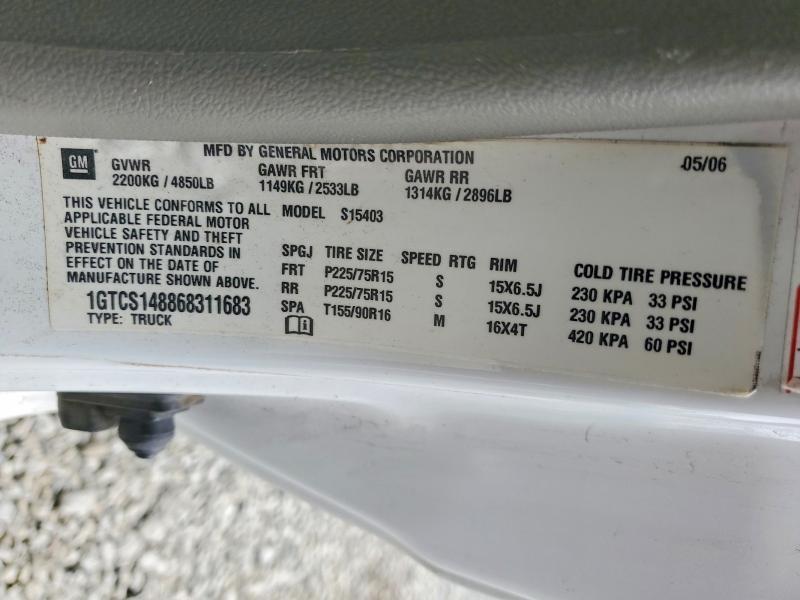 GM
MFD BY GENERAL MOTORS CORPORATION 05/06
GVWR GAWR FRT GAWR RR
2200KG / 4850LB 1149KG / 2533LB 1314KG / 2896LB
THIS VEHICLE CONFORMS TO ALL
APPLICABLE FEDERAL MOTOR
VEHICLE SAFETY AND THEFT
PREVENTION STANDARDS IN
EFFECT ON THE DATE OF
MANUFACTURE SHOWN ABOVE.
1GTCS148868311683
TYPE: TRUCK
MODEL S15403
SPGJ TIRE SIZE SPEED RTG RIM COLD TIRE PRESSURE
FRT P225/75R15 S 15X6.5J 230 KPA 33 PSI
RR P225/75R15 S 15X6.5J 230 KPA 33 PSI
SPA T155/90R16 M 16X4T 420 KPA 60 PSI